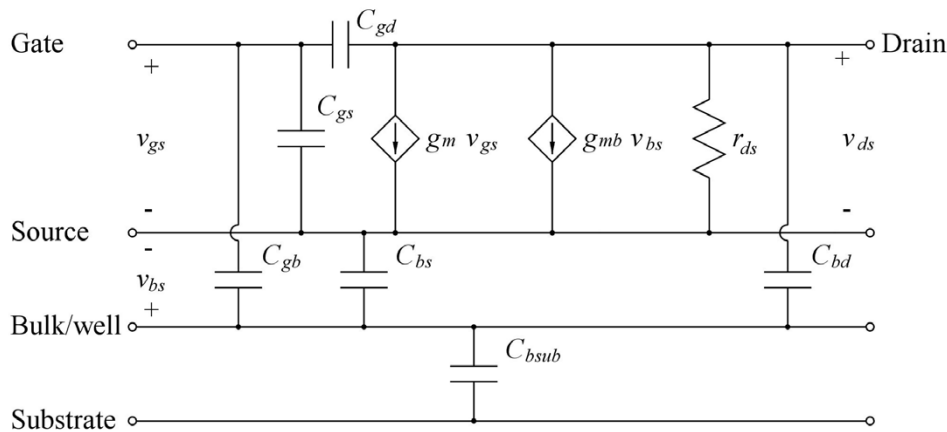 C_gd
Gate Drain
+ +
C_gs
v_gs g_m v_gs g_mb v_bs r_ds v_ds
- -
Source
-
C_gb C_bs C_bd
v_bs
+
Bulk/well
C_bsub
Substrate